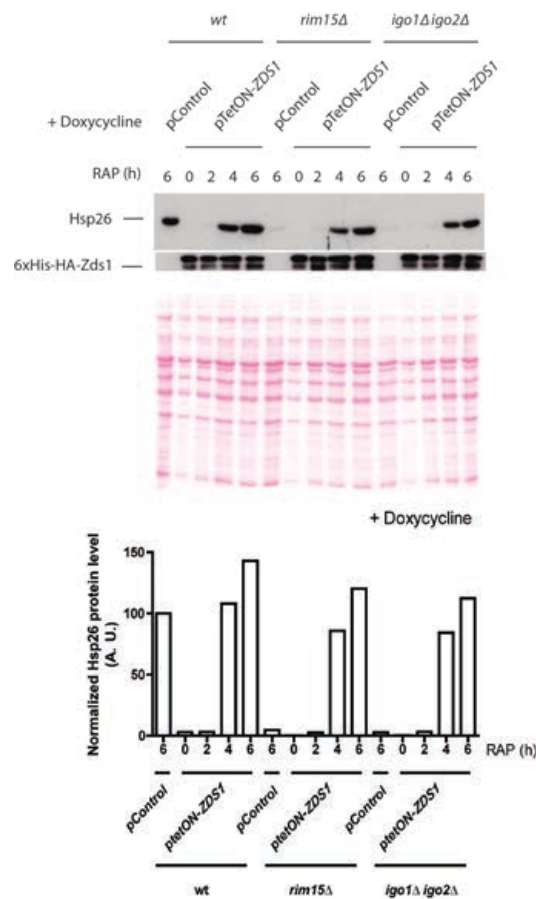 wt rim15Δ igo1Δ igo2Δ
pControl pTetON-ZDS1 pControl pTetON-ZDS1 pControl pTetON-ZDS1
+ Doxycycline
RAP (h) 6 0 2 4 6 6 0 2 4 6 6 0 2 4 6
Hsp26
6xHis-HA-Zds1
+ Doxycycline
Normalized Hsp26 protein level
(A. U.)
150
100
50
0
6 0 2 4 6 6 0 2 4 6 6 0 2 4 6 RAP (h)
pControl ptetON-ZDS1 pControl ptetON-ZDS1 pControl ptetON-ZDS1
wt rim15Δ igo1Δ igo2Δ